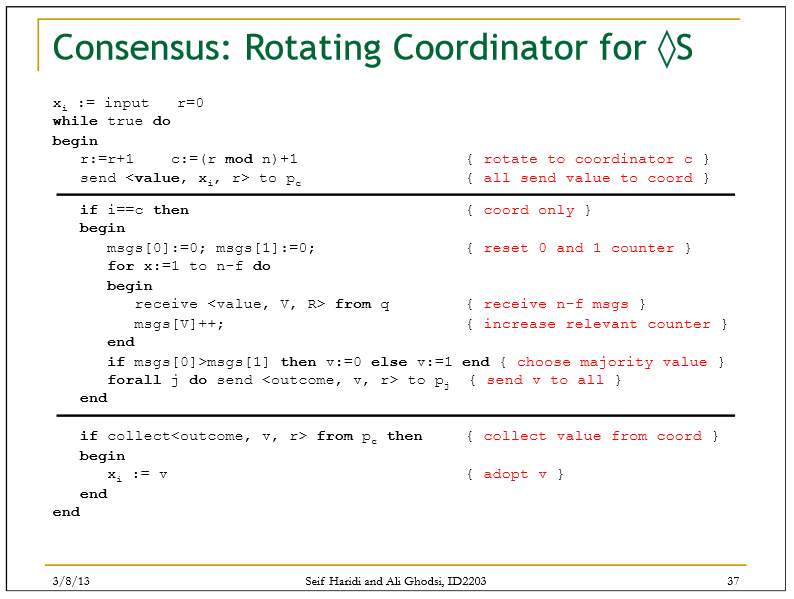 Consensus: Rotating Coordinator for ◊S
xi := input r=0
while true do
begin
r:=r+1 c:=(r mod n)+1 { rotate to coordinator c }
send <value, xi, r> to pc { all send value to coord }
if i==c then { coord only }
begin
msgs[0]:=0; msgs[1]:=0; { reset 0 and 1 counter }
for x:=1 to n-f do
begin
receive <value, V, R> from q { receive n-f msgs }
msgs[V]++; { increase relevant counter }
end
if msgs[0]>msgs[1] then v:=0 else v:=1 end { choose majority value }
forall j do send <outcome, v, r> to pj { send v to all }
end
if collect<outcome, v, r> from pc then { collect value from coord }
begin
xi := v { adopt v }
end
end
3/8/13 Seif Haridi and Ali Ghodsi, ID2203 37